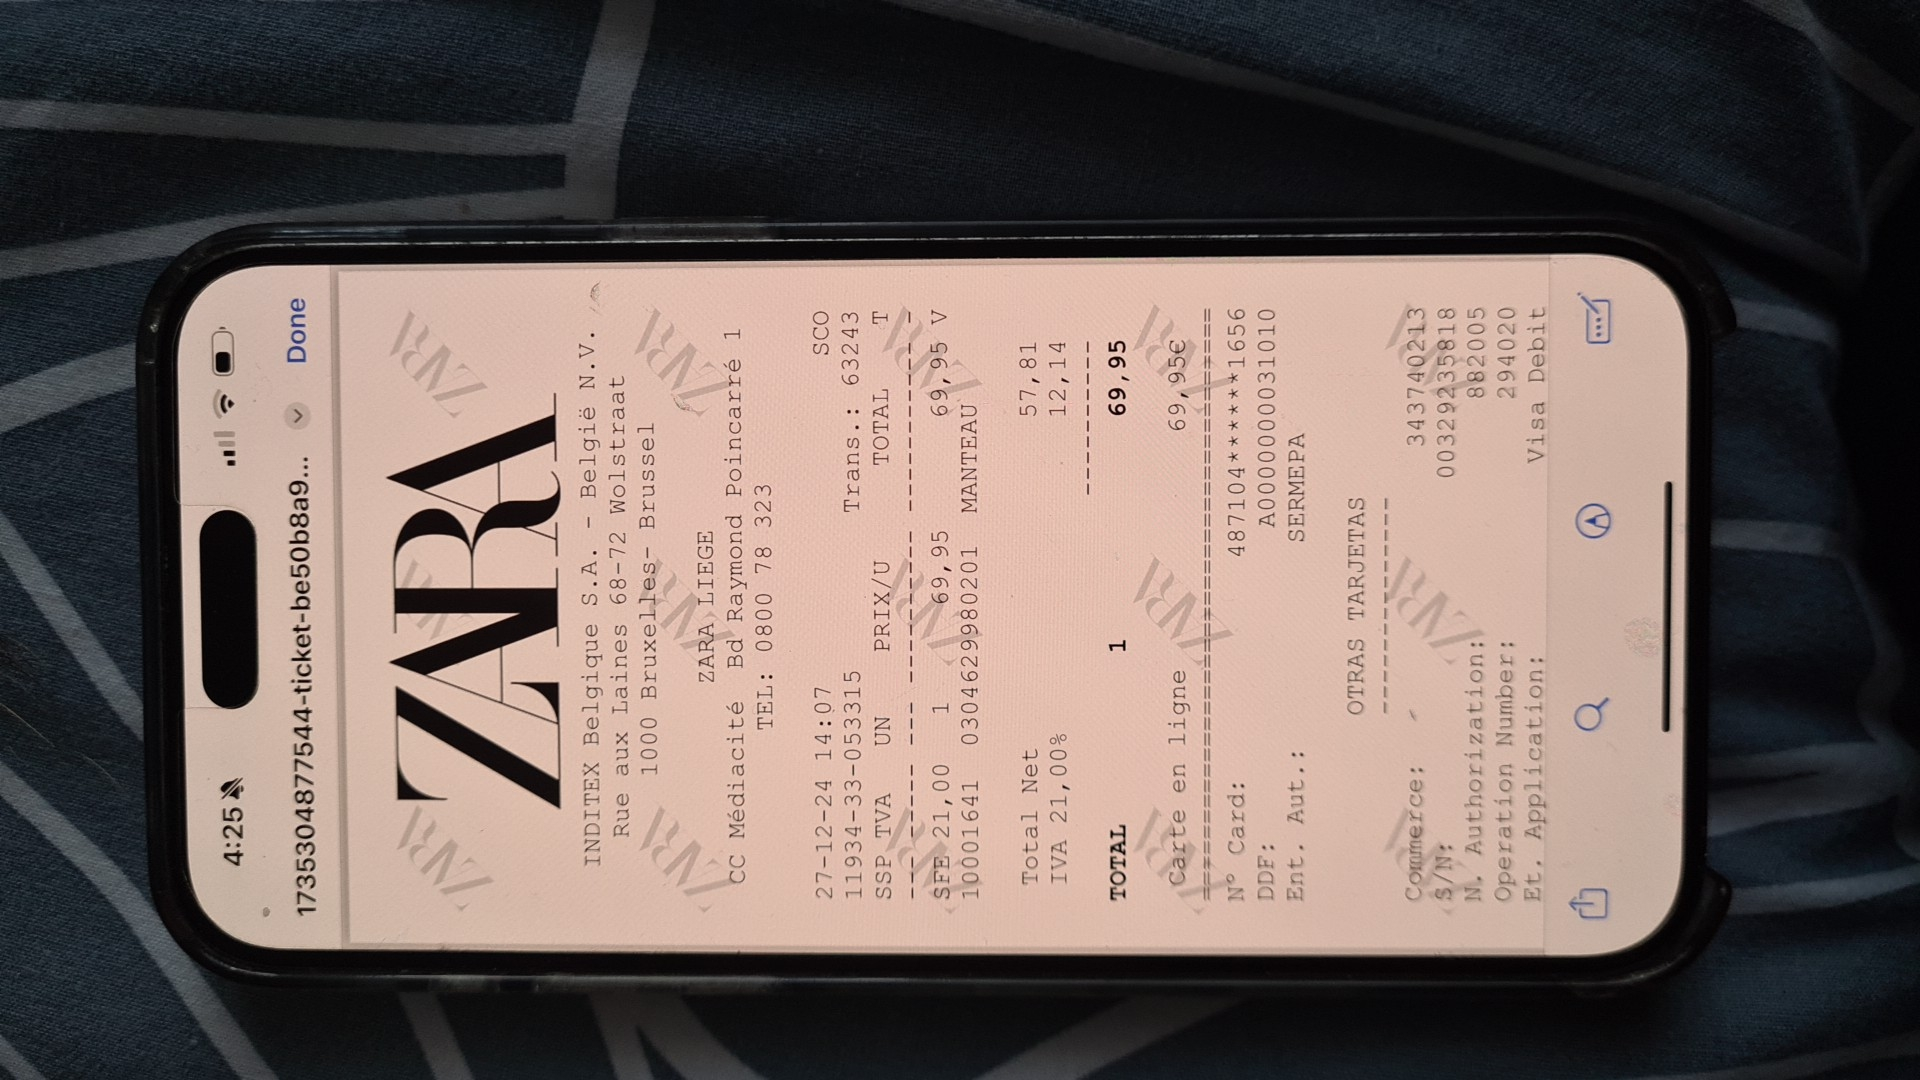 4:25
1735304877544-ticket-be50b8a9... Done
ZARA
INDITEX Belgique S.A. - België N.V.
Rue aux Laines 68-72 Wolstraat
1000 Bruxelles- Brussel
ZARA LIEGE
CC Médiacité Bd Raymond Poincarré 1
TEL: 0800 78 323
27-12-24 14:07 SCO
11934-33-053315 Trans.: 63243
SSP TVA UN PRIX/U TOTAL T
------- --- -------- ------------ -
SFE 21,00 1 69,95 69,95 V
10001641 03046299980201 MANTEAU
Total Net 57,81
IVA 21,00% 12,14
-----------
TOTAL 1 69,95
Carte en ligne 69,95€
========================================
N° Card: 487104******1656
DDF: A0000000031010
Ent. Aut.: SERMEPA
OTRAS TARJETAS
---------------
Commerce: 343740213
S/N: 00329235818
N. Authorization: 882005
Operation Number: 294020
Et. Application: Visa Debit